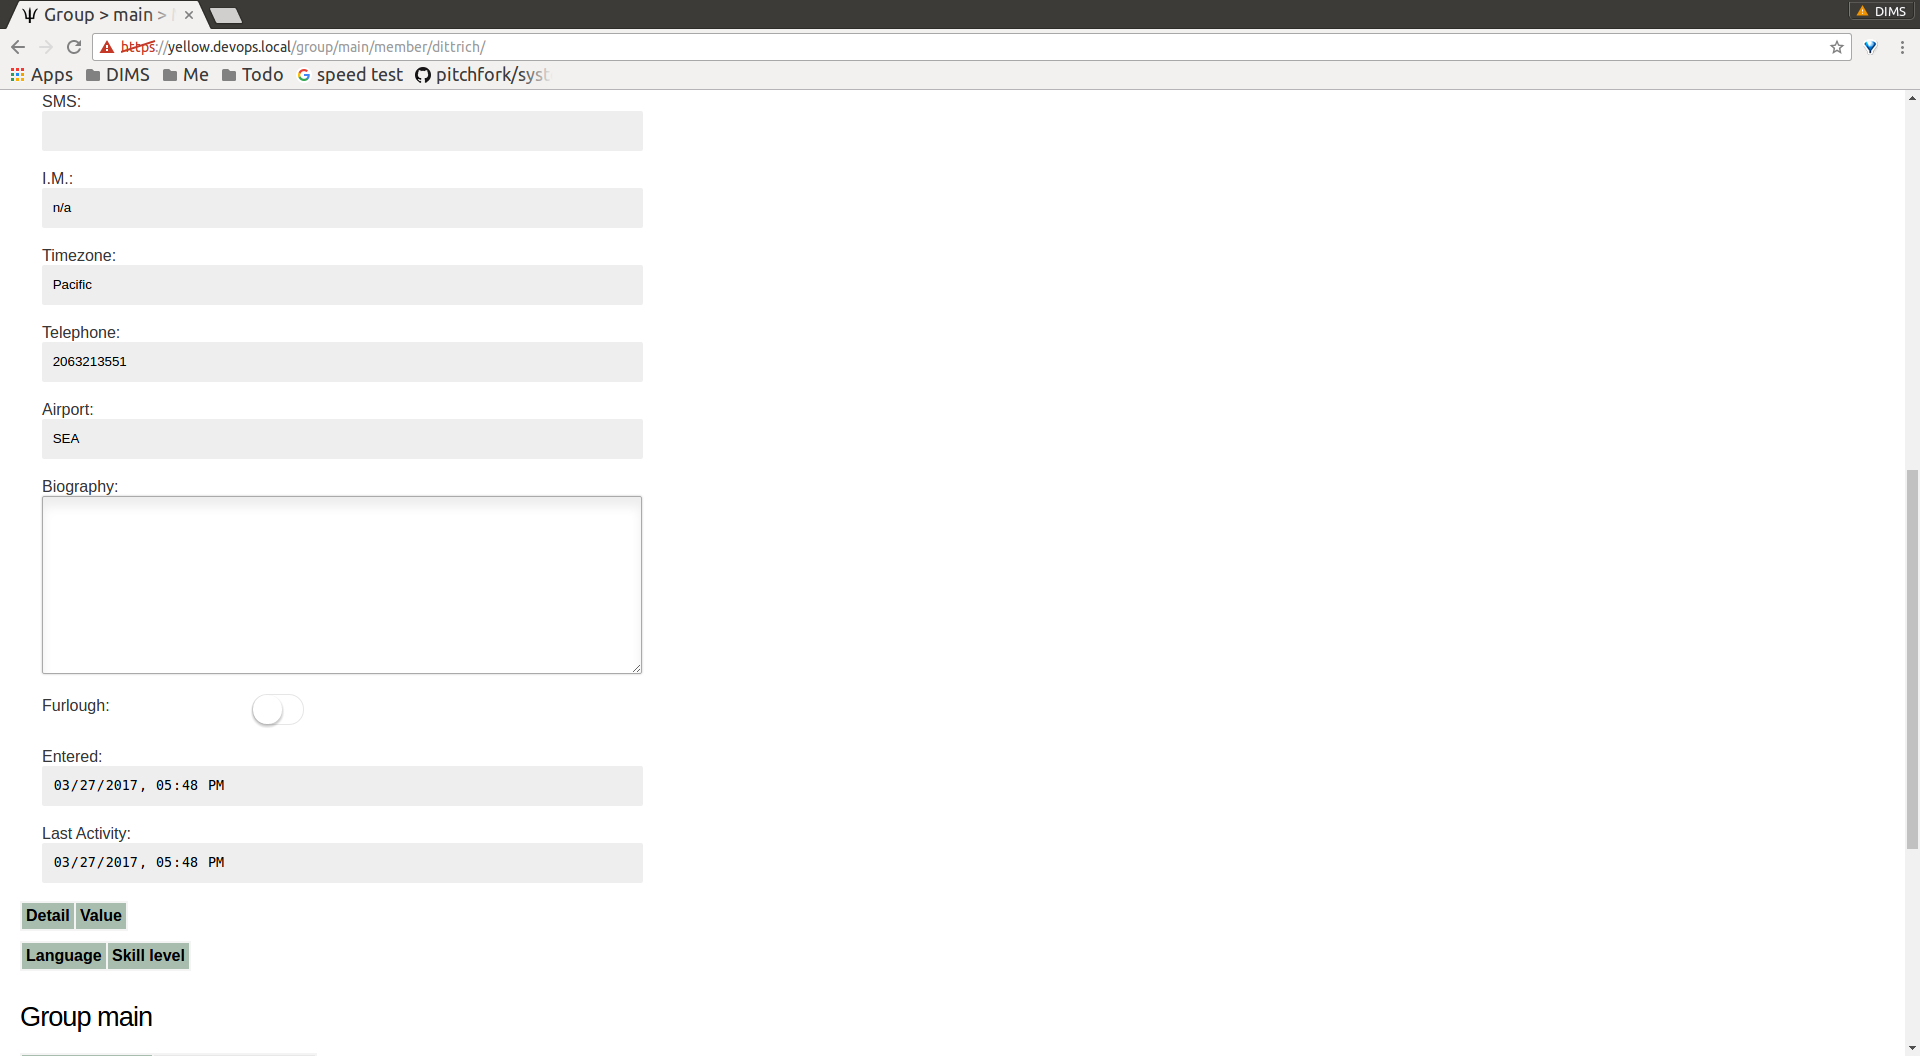 Group > main >
DIMS
https://yellow.devops.local/group/main/member/dittrich/
Apps DIMS Me Todo speed test pitchfork/syst
SMS:
I.M.:
n/a
Timezone:
Pacific
Telephone:
2063213551
Airport:
SEA
Biography:
Furlough:
Entered:
03/27/2017, 05:48 PM
Last Activity:
03/27/2017, 05:48 PM
Detail Value
Language Skill level
Group main